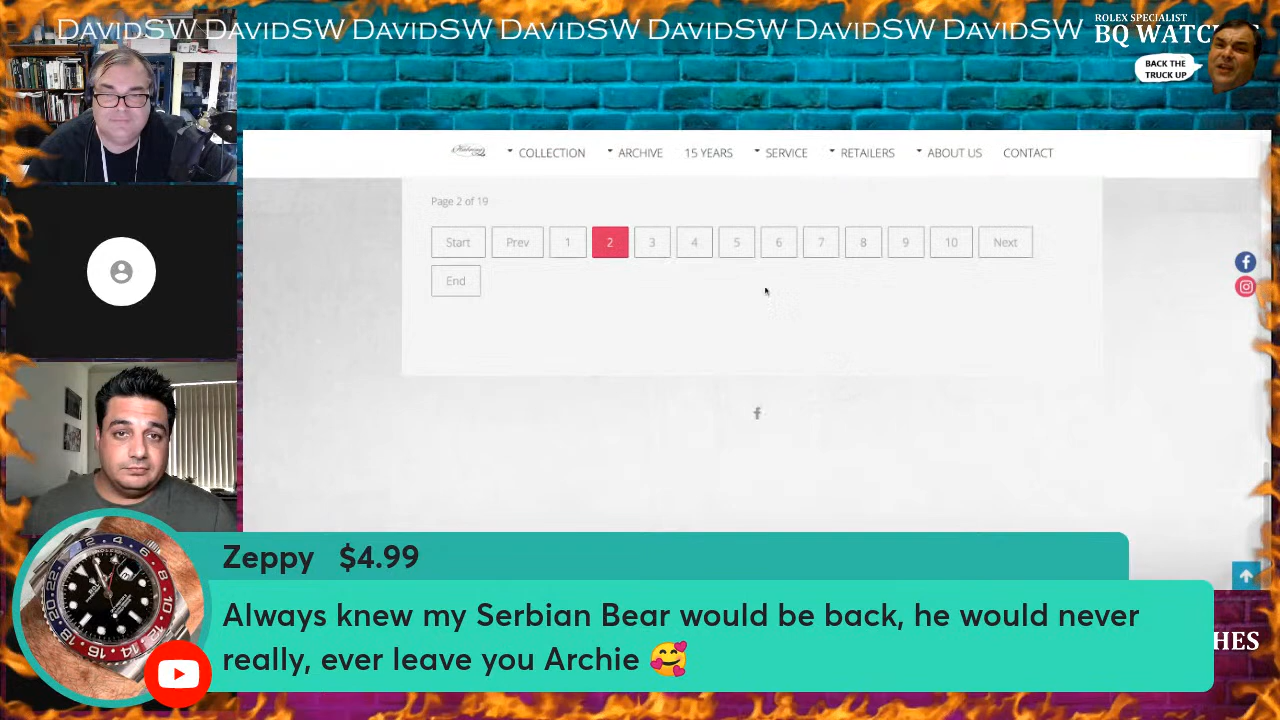 DAVIDSW DAVIDSW DAVIDSW DAVIDSW DAVIDSW DAVIDSW DAVIDSW
ROLEX SPECIALIST
BQ WATC
BACK THE
TRUCK UP
COLLECTION ARCHIVE 15 YEARS SERVICE RETAILERS ABOUT US CONTACT
Page 2 of 19
Start Prev 1 2 3 4 5 6 7 8 9 10 Next
End
Zeppy $4.99
Always knew my Serbian Bear would be back, he would never
really, ever leave you Archie 🥰
HES